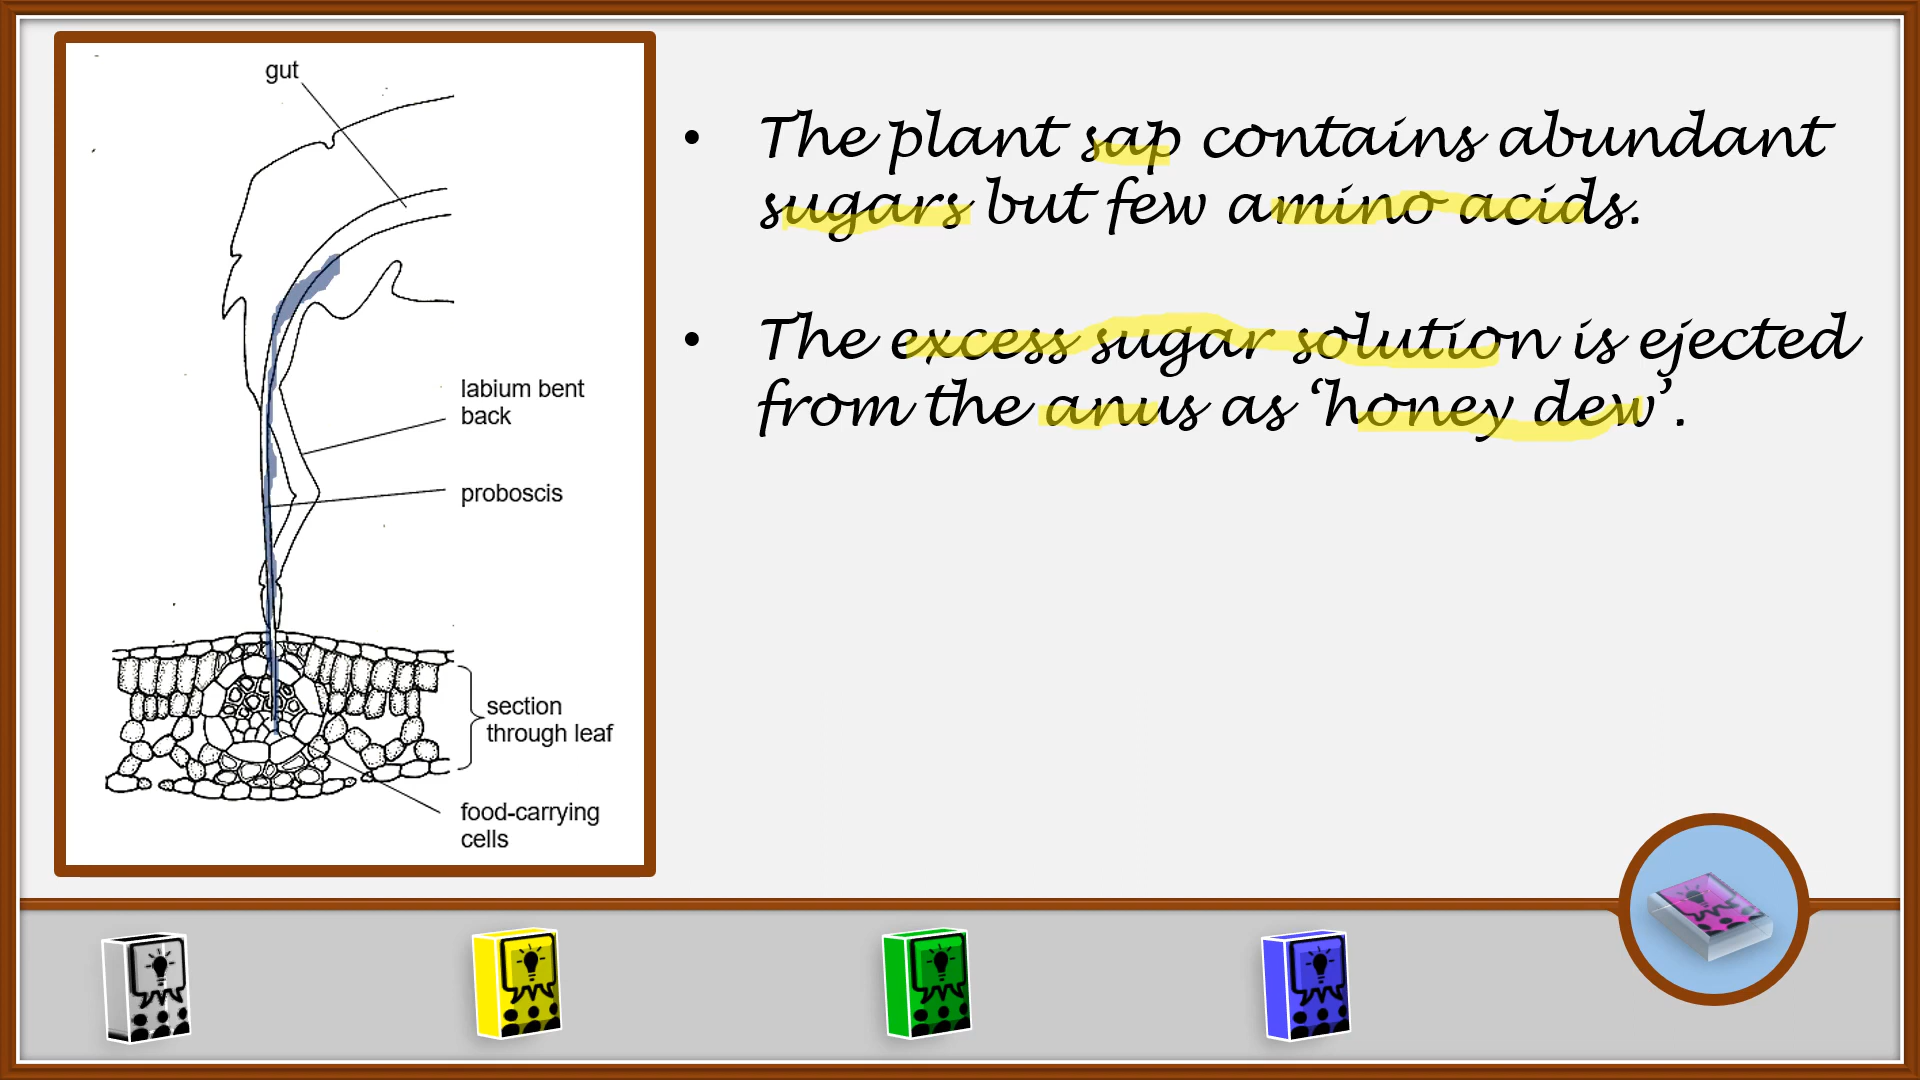 gut
labium bent
back
proboscis
section
through leaf
food-carrying
cells
• The plant sap contains abundant
sugars but few amino acids.
• The excess sugar solution is ejected
from the anus as ‘honey dew’.